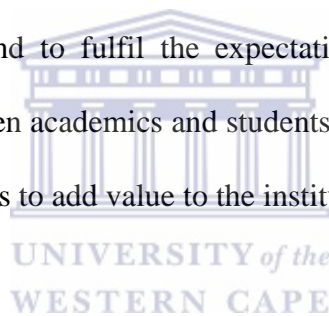 nd to fulfil the expectati
en academics and students
s to add value to the instit
UNIVERSITY of the
WESTERN CAPE